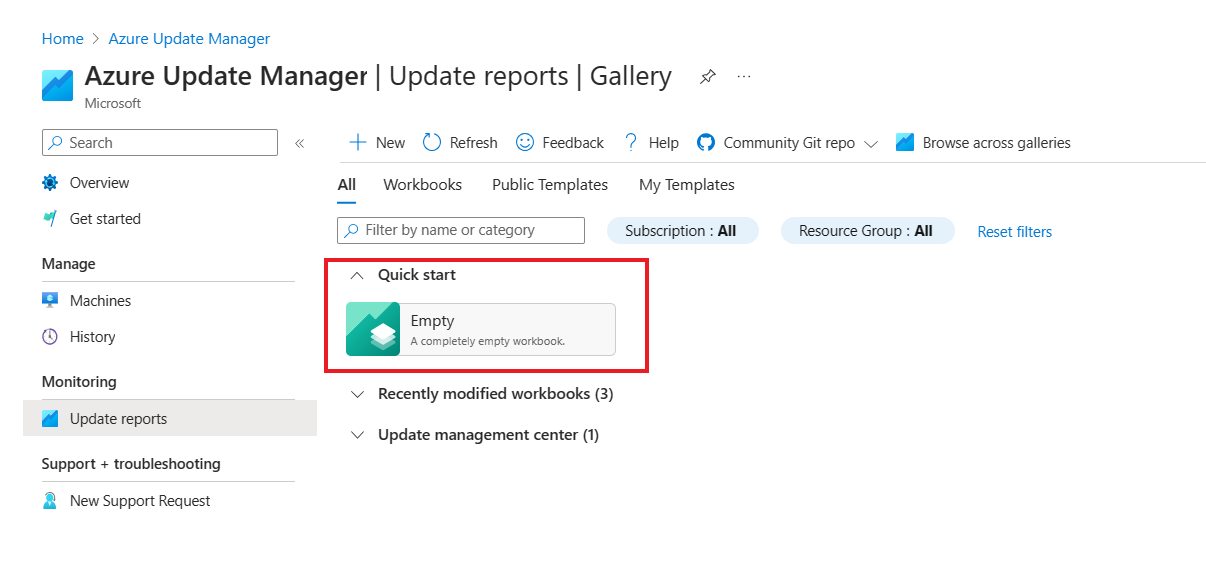 Home > Azure Update Manager
Azure Update Manager | Update reports | Gallery ...
Microsoft
Search «
New Refresh Feedback ? Help Community Git repo Browse across galleries
Overview
Get started
Manage
Machines
History
Monitoring
Update reports
Support + troubleshooting
New Support Request
All Workbooks Public Templates My Templates
Filter by name or category Subscription : All Resource Group : All Reset filters
Quick start
Empty
A completely empty workbook.
Recently modified workbooks (3)
Update management center (1)